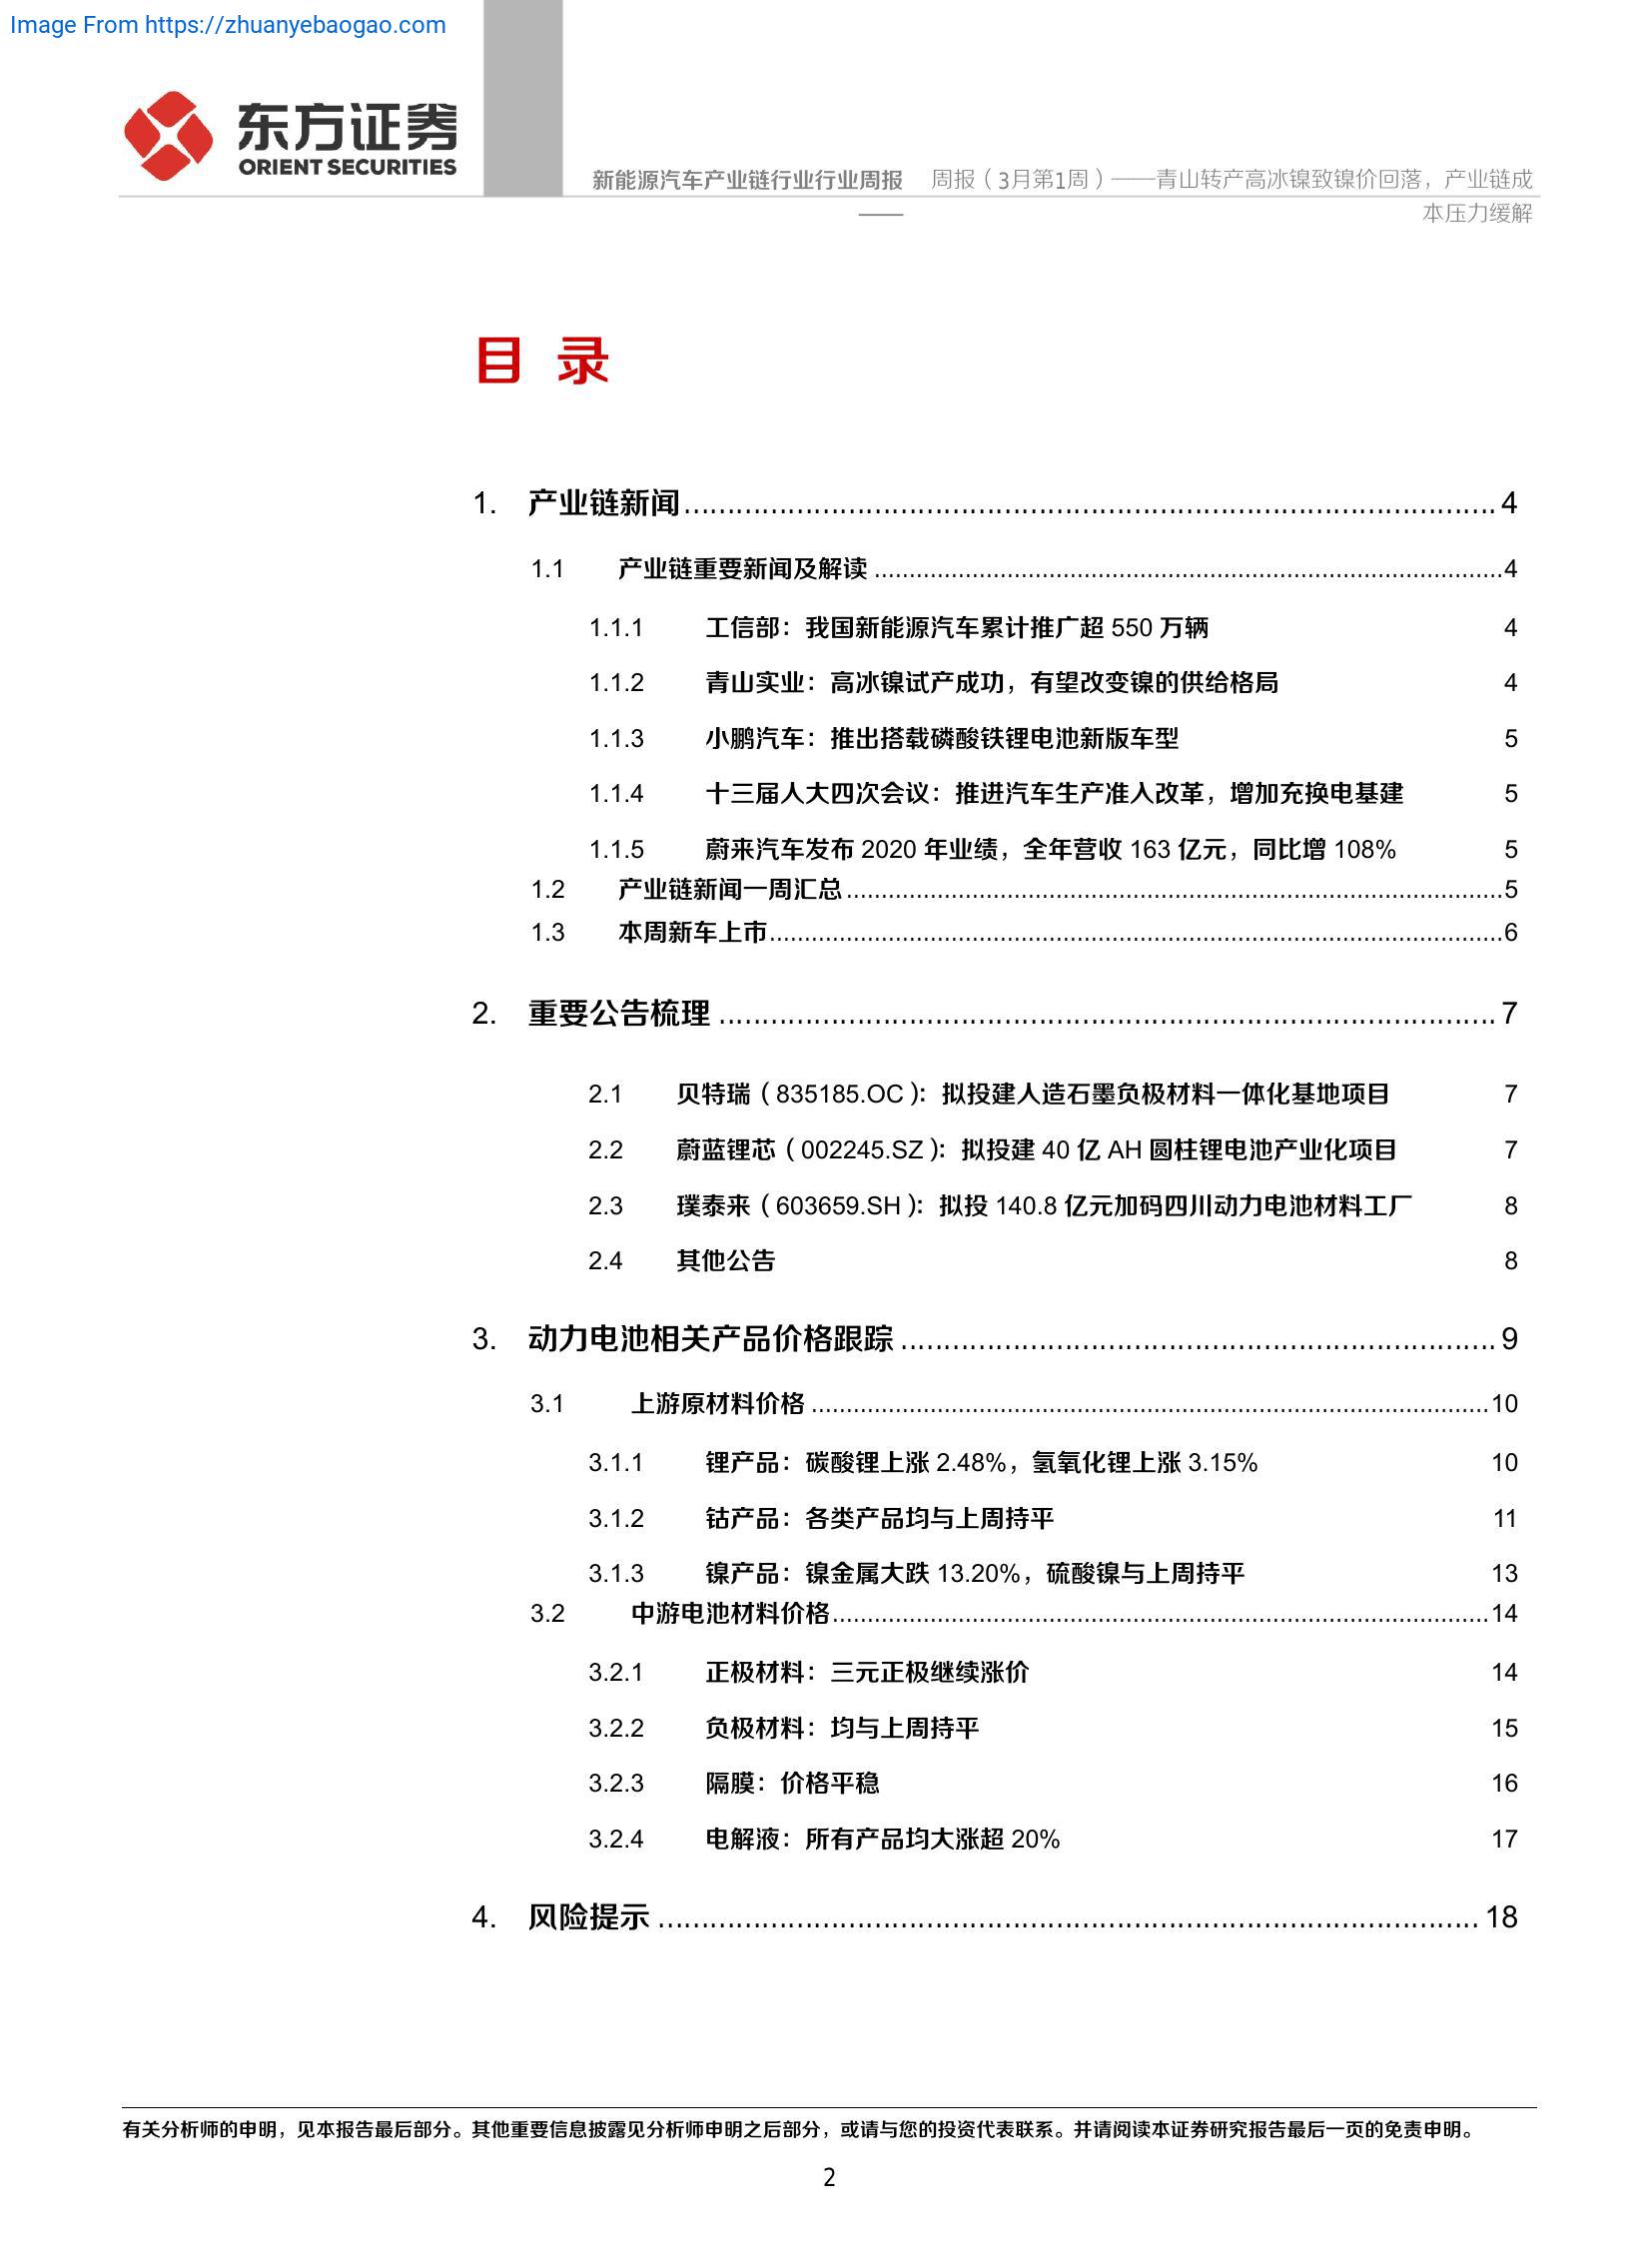 Image From https://zhuanyebaogao.com
东方证券
ORIENT SECURITIES
新能源汽车产业链行业行业周报 周报（3月第1周）——青山转产高冰镍致镍价回落，产业链成
—— 本压力缓解
目 录
1. 产业链新闻 4
1.1 产业链重要新闻及解读 4
1.1.1 工信部：我国新能源汽车累计推广超 550 万辆 4
1.1.2 青山实业：高冰镍试产成功，有望改变镍的供给格局 4
1.1.3 小鹏汽车：推出搭载磷酸铁锂电池新版车型 5
1.1.4 十三届人大四次会议：推进汽车生产准入改革，增加充换电基建 5
1.1.5 蔚来汽车发布 2020 年业绩，全年营收 163 亿元，同比增 108% 5
1.2 产业链新闻一周汇总 5
1.3 本周新车上市 6
2. 重要公告梳理 7
2.1 贝特瑞（835185.OC）：拟投建人造石墨负极材料一体化基地项目 7
2.2 蔚蓝锂芯（002245.SZ）：拟投建 40 亿 AH 圆柱锂电池产业化项目 7
2.3 璞泰来（603659.SH）：拟投 140.8 亿元加码四川动力电池材料工厂 8
2.4 其他公告 8
3. 动力电池相关产品价格跟踪 9
3.1 上游原材料价格 10
3.1.1 锂产品：碳酸锂上涨 2.48%，氢氧化锂上涨 3.15% 10
3.1.2 钴产品：各类产品均与上周持平 11
3.1.3 镍产品：镍金属大跌 13.20%，硫酸镍与上周持平 13
3.2 中游电池材料价格 14
3.2.1 正极材料：三元正极继续涨价 14
3.2.2 负极材料：均与上周持平 15
3.2.3 隔膜：价格平稳 16
3.2.4 电解液：所有产品均大涨超 20% 17
4. 风险提示 18
有关分析师的申明，见本报告最后部分。其他重要信息披露见分析师申明之后部分，或请与您的投资代表联系。并请阅读本证券研究报告最后一页的免责申明。
2